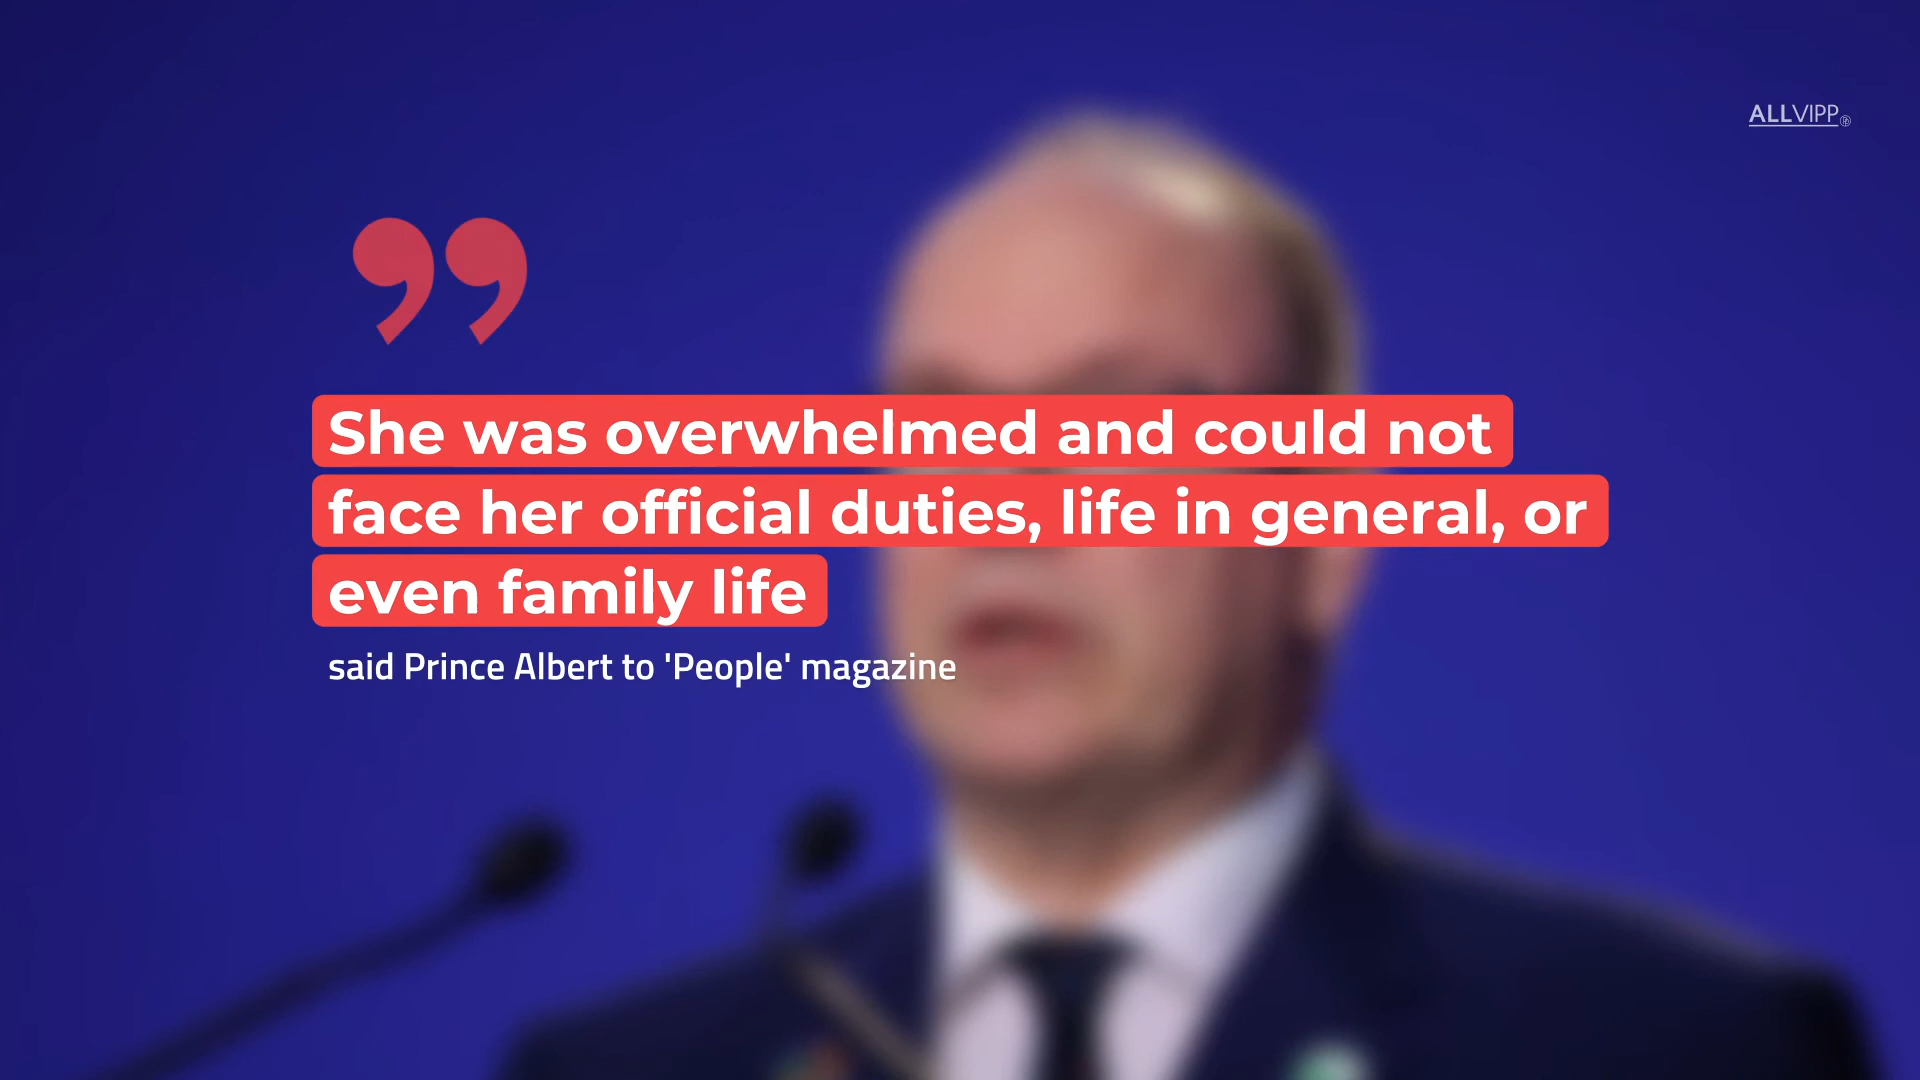 ALLVIPP
”
She was overwhelmed and could not
face her official duties, life in general, or
even family life
said Prince Albert to 'People' magazine